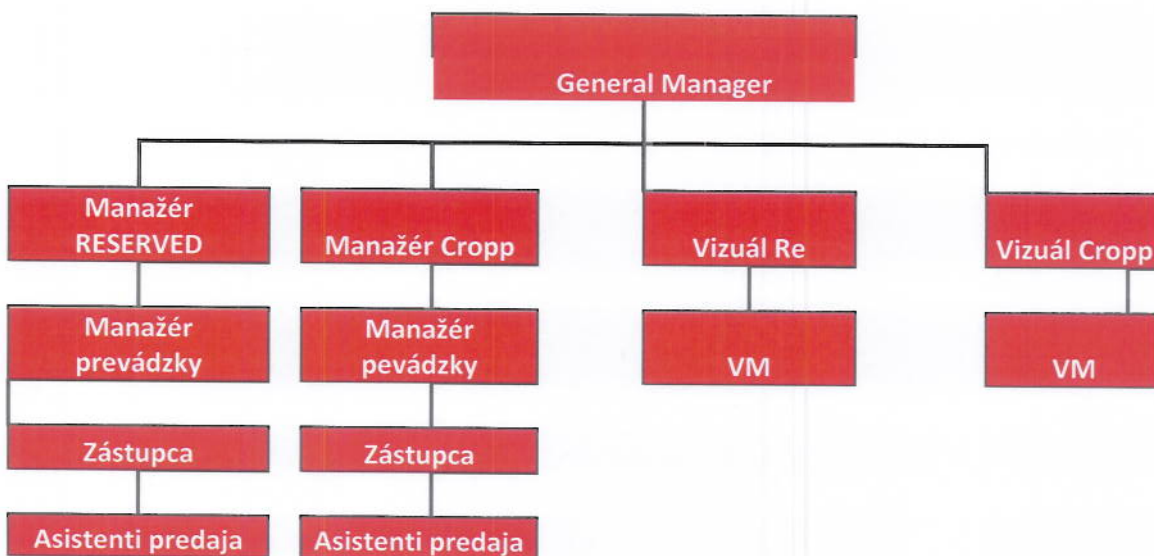 General Manager
Manažér
RESERVED
Manažér Cropp
Vizuál Re
Vizuál Cropp
Manažér
prevádzky
Manažér
pevádzky
VM
VM
Zástupca
Zástupca
Asistenti predaja
Asistenti predaja